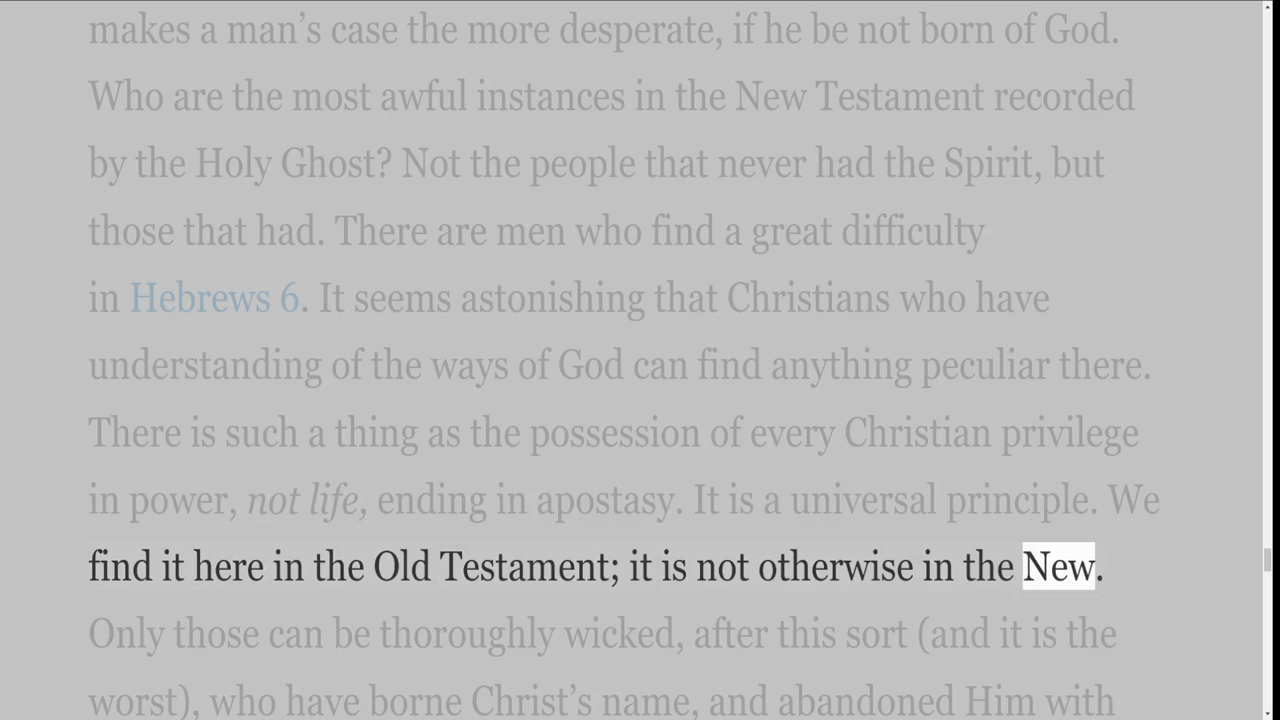 makes a man’s case the more desperate, if he be not born of God.
Who are the most awful instances in the New Testament recorded
by the Holy Ghost? Not the people that never had the Spirit, but
those that had. There are men who find a great difficulty
in Hebrews 6. It seems astonishing that Christians who have
understanding of the ways of God can find anything peculiar there.
There is such a thing as the possession of every Christian privilege
in power, not life, ending in apostasy. It is a universal principle. We
find it here in the Old Testament; it is not otherwise in the New.
Only those can be thoroughly wicked, after this sort (and it is the
worst), who have borne Christ’s name, and abandoned Him with